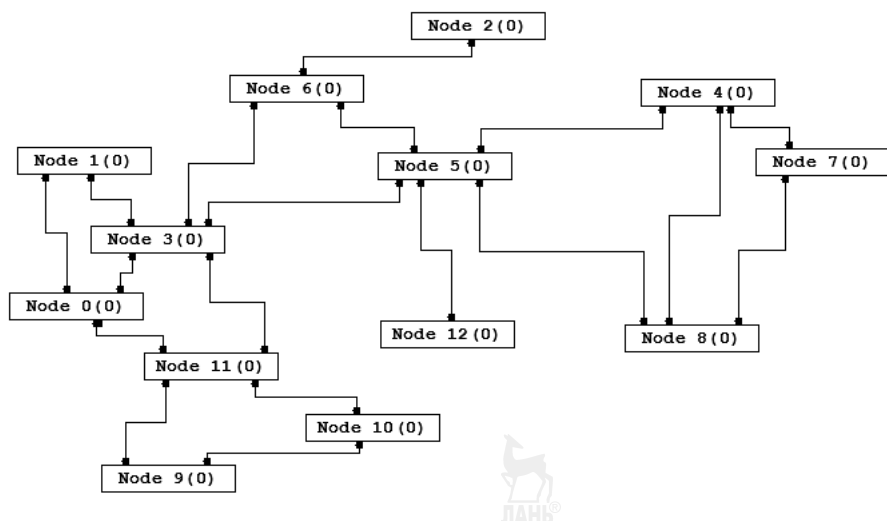 Node 2(0)
Node 6(0)
Node 4(0)
Node 1(0)
Node 5(0)
Node 7(0)
Node 3(0)
Node 0(0)
Node 12(0)
Node 8(0)
Node 11(0)
Node 10(0)
Node 9(0)
ЛАНЬ®